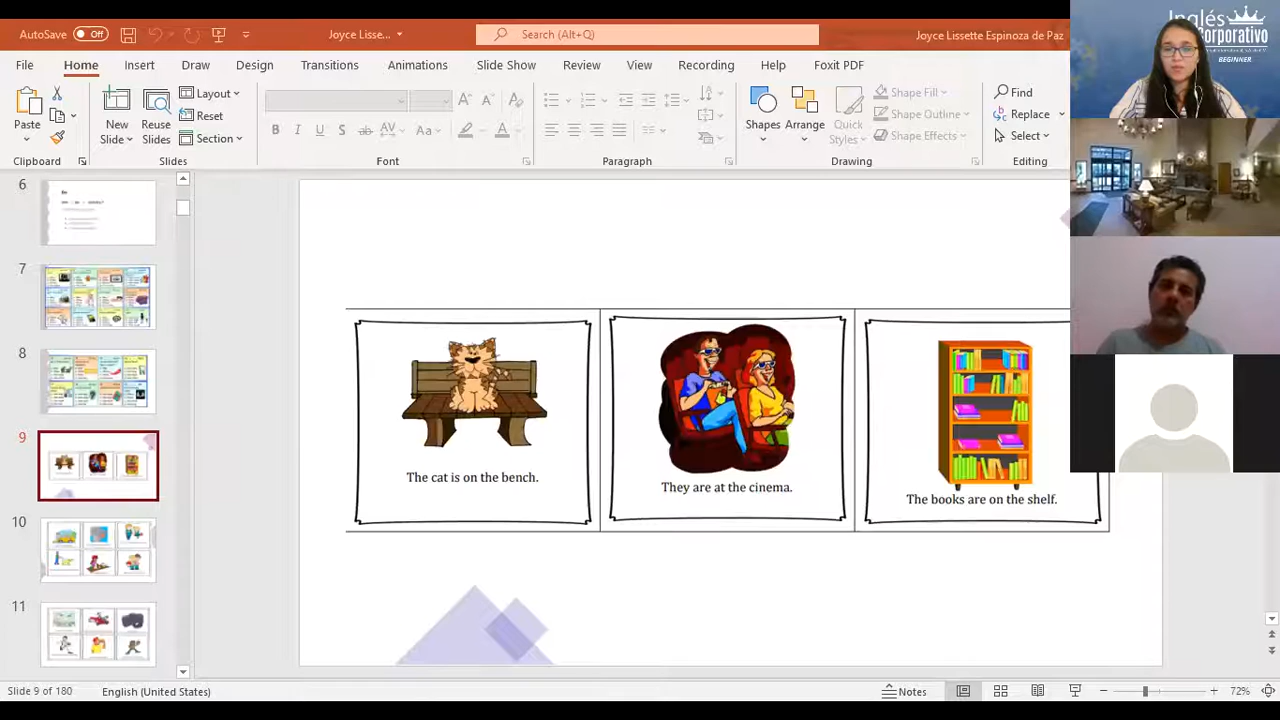 AutoSave Off Joyce Lisse... Search (Alt+Q) Joyce Lissette Espinoza de Paz
File Home Insert Draw Design Transitions Animations Slide Show Review View Recording Help Foxit PDF
Paste
Clipboard
New Slide
Reuse Slides
Layout
Reset
Section
Slides
B I U S ab AV Aa A
Font
Paragraph
Shapes
Arrange
Quick Styles
Shape Fill
Shape Outline
Shape Effects
Drawing
Find
Replace
Select
Editing
Inglés
Corporativo
BEGINNER
6
7
8
9
10
11
The cat is on the bench.
They are at the cinema.
The books are on the shelf.
Slide 9 of 180 English (United States) Notes 72%